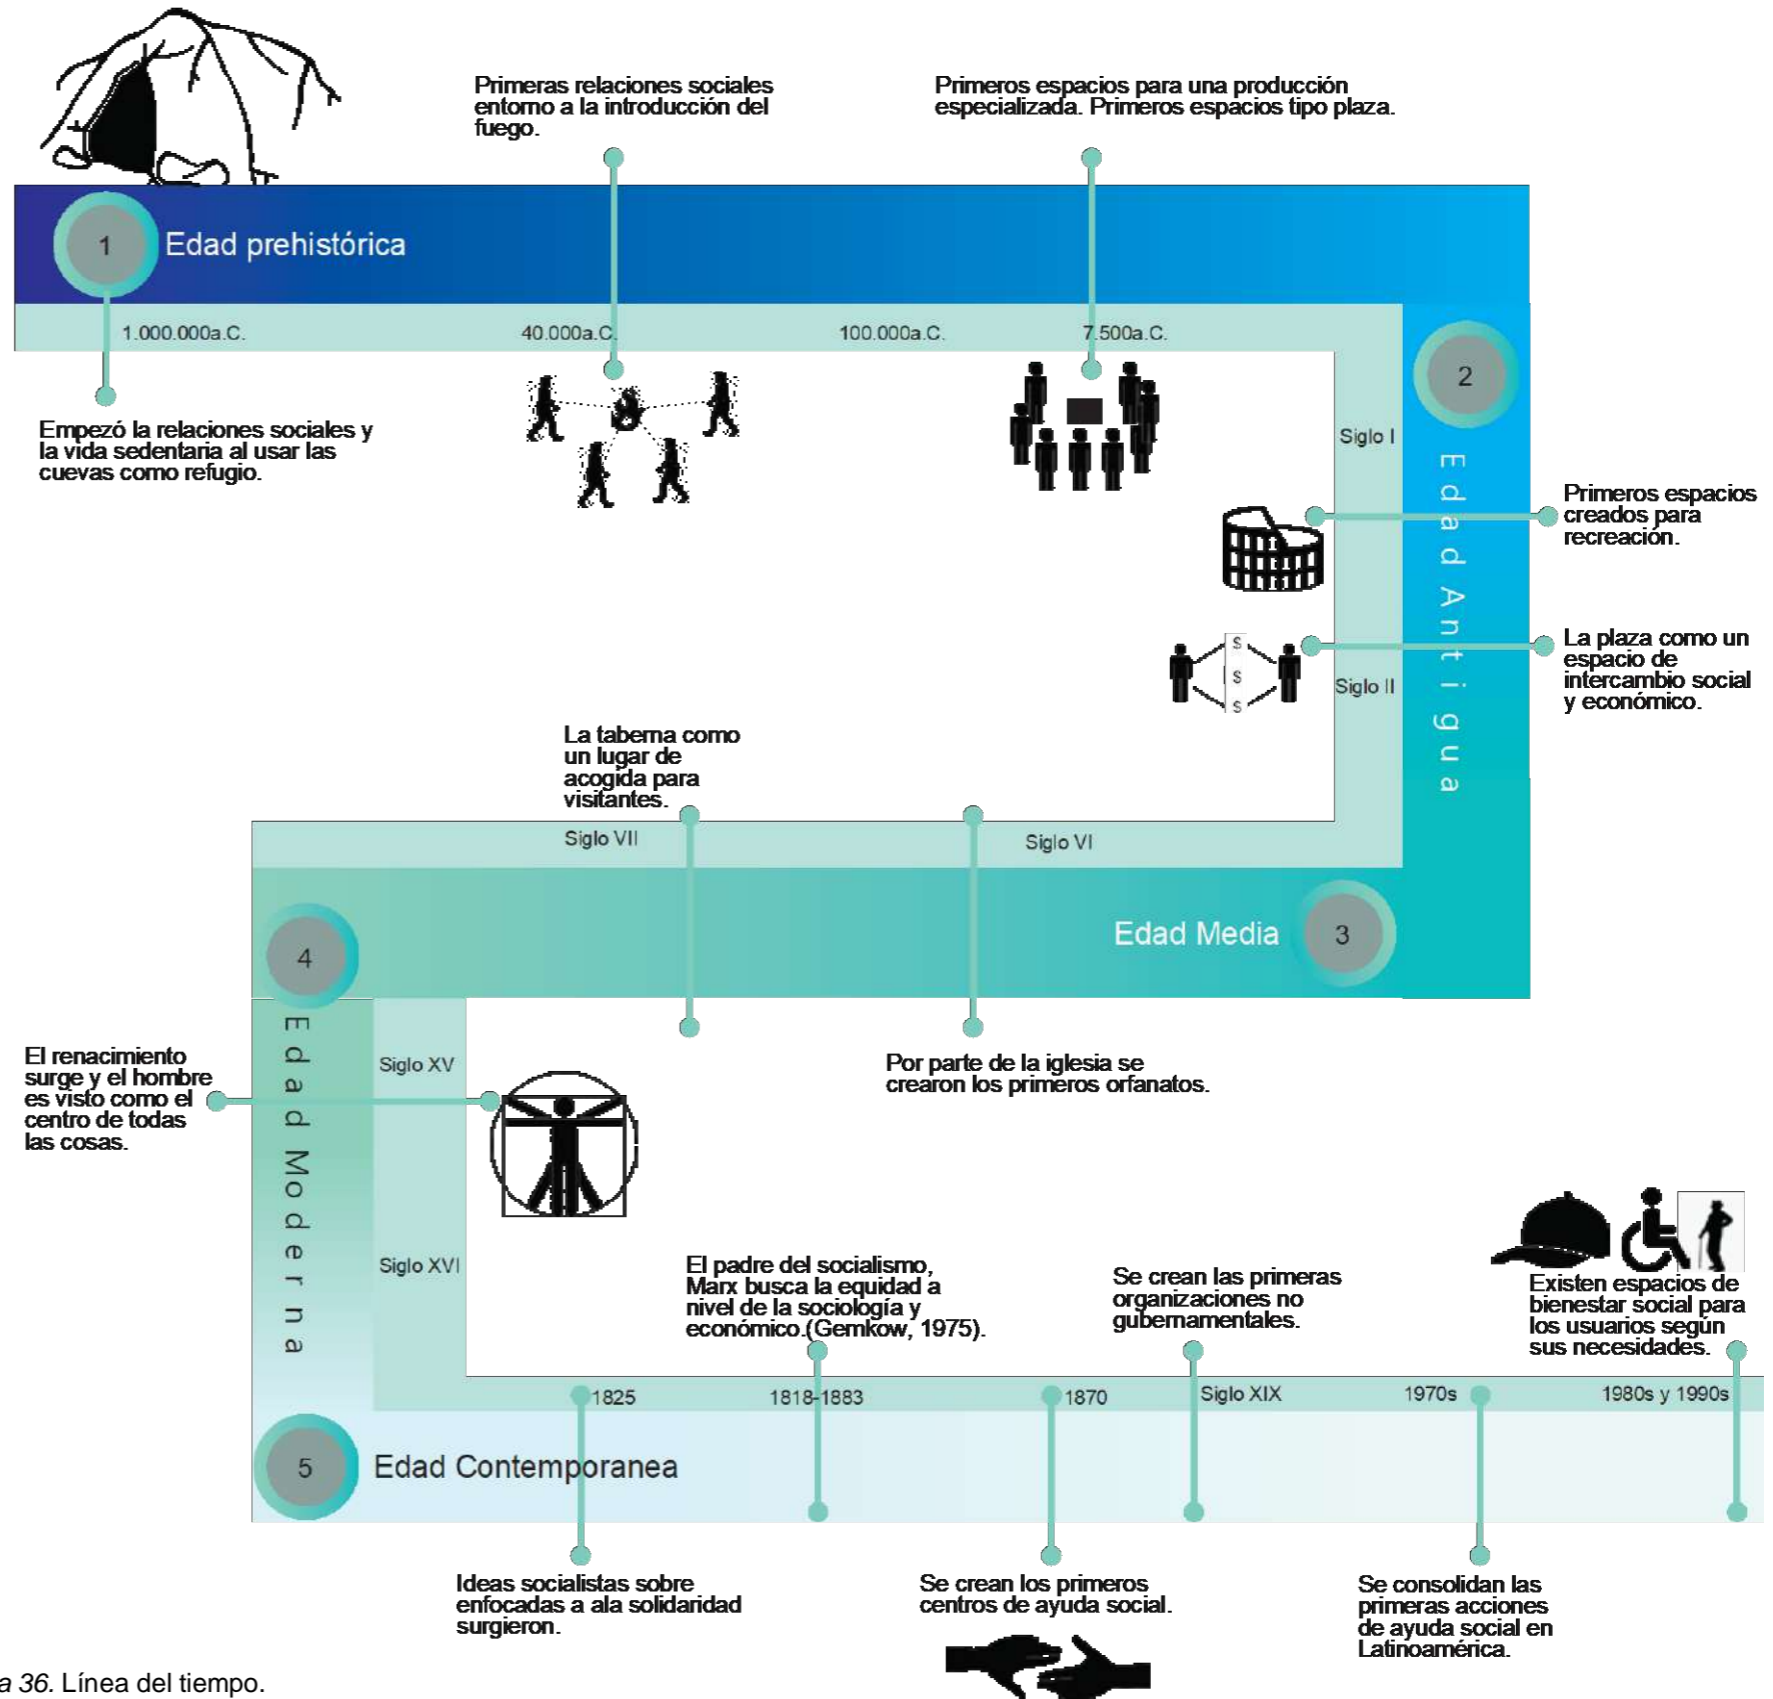 Primeras relaciones sociales
entorno a la introducción del
fuego.
Primeros espacios para una producción
especializada. Primeros espacios tipo plaza.
1
Edad prehistórica
1.000.000a.C.
40.000a.C.
100.000a.C.
7.500a.C.
Empezó la relaciones sociales y
la vida sedentaria al usar las
cuevas como refugio.
2
Edad Antigua
Siglo I
Primeros espacios
creados para
recreación.
$
$
$
Siglo II
La plaza como un
espacio de
intercambio social
y económico.
La taberna como
un lugar de
acogida para
visitantes.
Siglo VII
Siglo VI
Edad Media
3
Por parte de la iglesia se
crearon los primeros orfanatos.
4
Edad Moderna
Siglo XV
El renacimiento
surge y el hombre
es visto como el
centro de todas
las cosas.
Siglo XVI
El padre del socialismo,
Marx busca la equidad a
nivel de la sociología y
económico.(Gemkow, 1975).
Se crean las primeras
organizaciones no
gubernamentales.
Existen espacios de
bienestar social para
los usuarios según
sus necesidades.
1825
1818-1883
1870
Siglo XIX
1970s
1980s y 1990s
5
Edad Contemporanea
Ideas socialistas sobre
enfocadas a ala solidaridad
surgieron.
Se crean los primeros
centros de ayuda social.
Se consolidan las
primeras acciones
de ayuda social en
Latinoamérica.
a 36. Línea del tiempo.